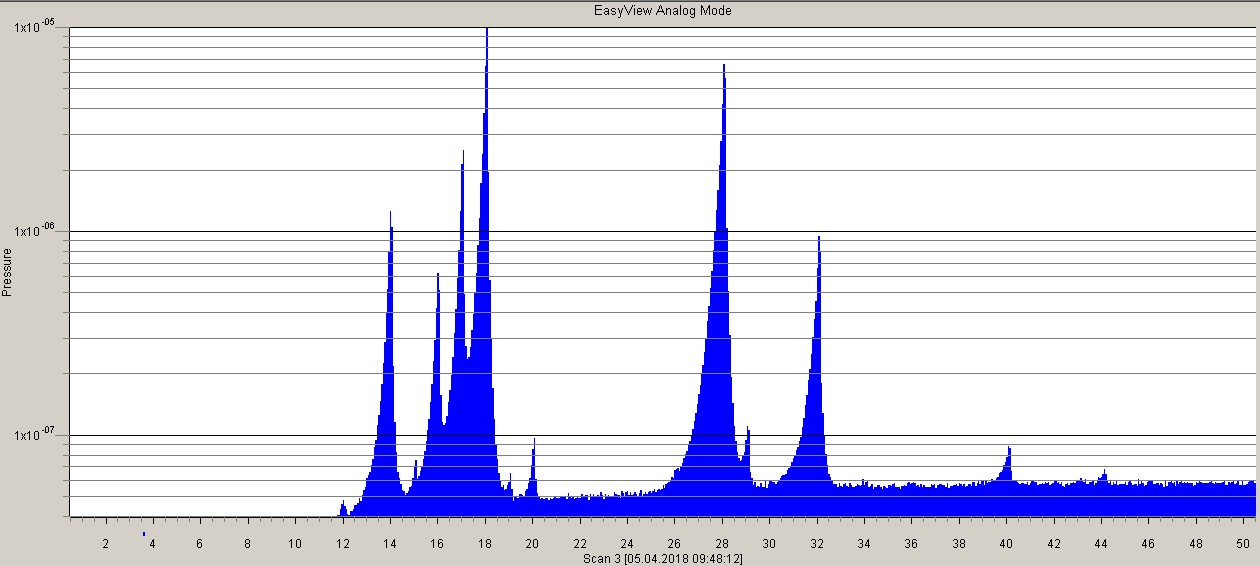 EasyView Analog Mode
1x10-05
1x10-06
1x10-07
Pressure
2 4 6 8 10 12 14 16 18 20 22 24 26 28 30 32 34 36 38 40 42 44 46 48 50
Scan 3 [05.04.2018 09:48:12]